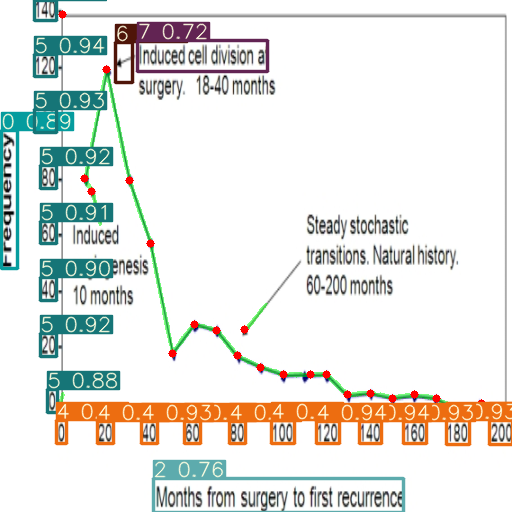 140
5 0.94
6
7 0.72
120
Induced cell division a
surgery. 18-40 months
5 0.93
0 0.89
Frequency
5 0.92
80
5 0.91
60
Induced
10 months
Steady stochastic
transitions. Natural history.
60-200 months
5 0.90
40
5 0.92
20
5 0.88
0
4 0.4 0.4 0.930.4 0.4 0.4 0.94 0.94 0.93 0.93
0 20 40 60 80 100 120 140 160 180 200
2 0.76
Months from surgery to first recurrence